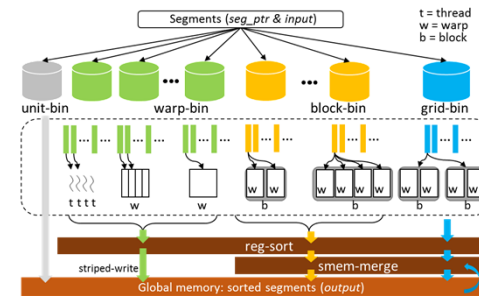 Segments (seg_ptr & input)
t = thread
w = warp
b = block
...
...
unit-bin
warp-bin
block-bin
grid-bin
... ... ... ... ... ... ... ... ...
t t t t
w
w
w w
b
w w w w
b
w w
b
w w
b
reg-sort
striped-write
smem-merge
Global memory: sorted segments (output)